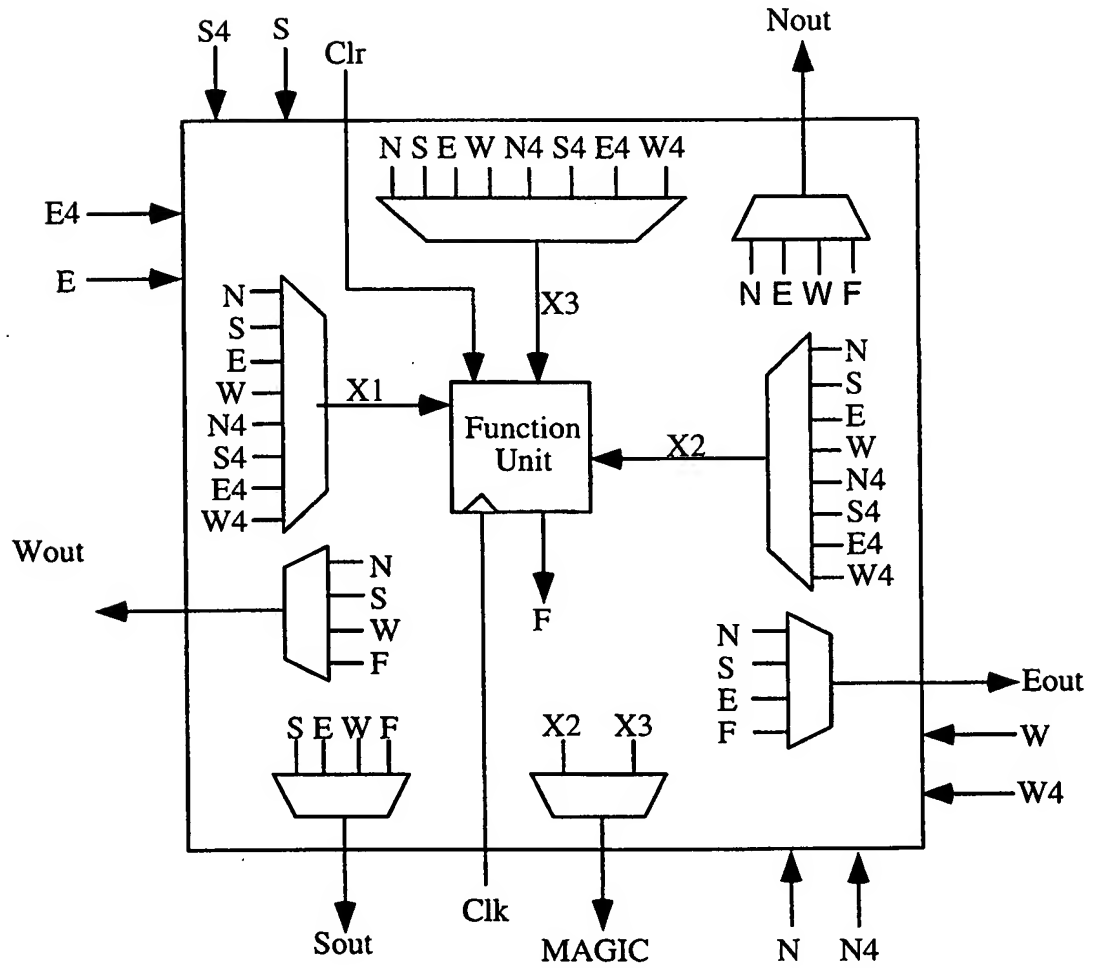 S4
S
Clr
Nout
N S E W N4 S4 E4 W4
E4
E
N E W F
X3
N
S
E
W
N4
S4
E4
W4
X1
Function
Unit
X2
N
S
E
W
N4
S4
E4
W4
Wout
N
S
W
F
F
N
S
E
F
Eout
W
W4
S E W F
X2
X3
Sout
Clk
MAGIC
N
N4